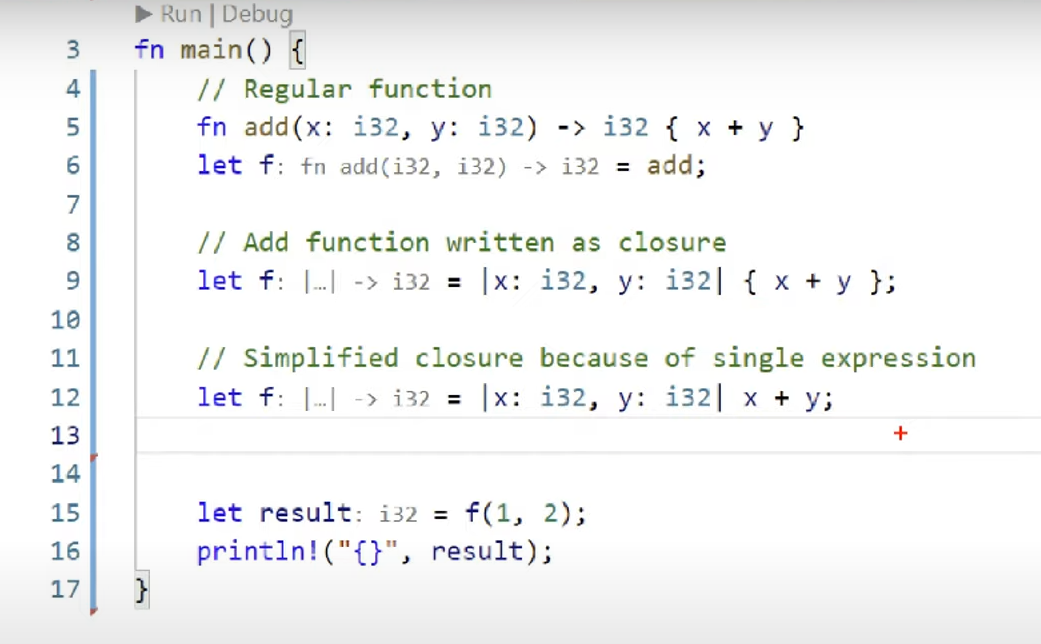 ▶ Run | Debug
3 fn main() {
4 // Regular function
5 fn add(x: i32, y: i32) -> i32 { x + y }
6 let f: fn add(i32, i32) -> i32 = add;
7
8 // Add function written as closure
9 let f: |…| -> i32 = |x: i32, y: i32| { x + y };
10
11 // Simplified closure because of single expression
12 let f: |…| -> i32 = |x: i32, y: i32| x + y;
13
14
15 let result: i32 = f(1, 2);
16 println!("{}", result);
17 }